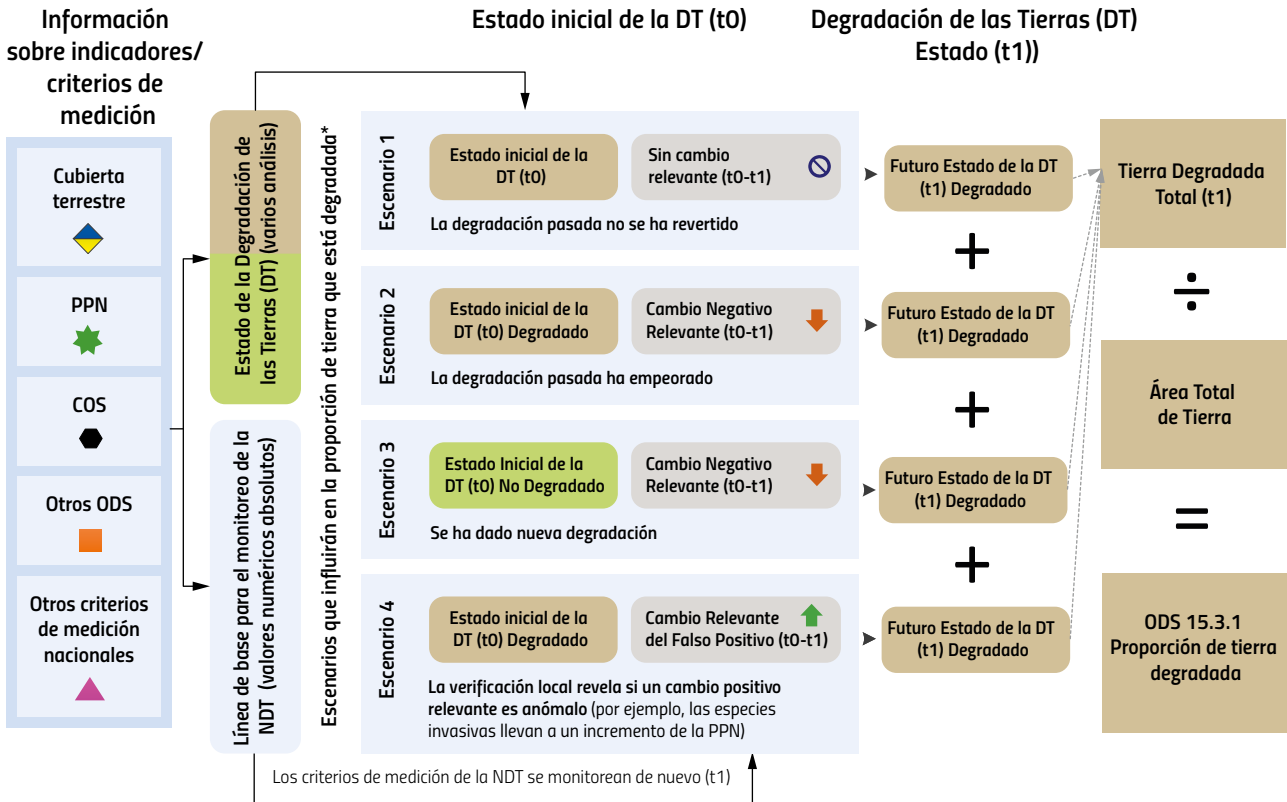 Información
sobre indicadores/
criterios de
medición
Cubierta
terrestre
PPN
COS
Otros ODS
Otros criterios
de medición
nacionales
Estado de la Degradación de
las Tierras (DT) (varios análisis)
Línea de base para el monitoreo de la
NDT (valores numéricos absolutos)
Escenarios que influirán en la proporción de tierra que está degradada*
Estado inicial de la DT (t0)
Escenario 1
Estado inicial de la
DT (t0)
Sin cambio
relevante (t0-t1)
La degradación pasada no se ha revertido
Escenario 2
Estado inicial de la
DT (t0) Degradado
Cambio Negativo
Relevante (t0-t1)
La degradación pasada ha empeorado
Escenario 3
Estado Inicial de la
DT (t0) No Degradado
Cambio Negativo
Relevante (t0-t1)
Se ha dado nueva degradación
Escenario 4
Estado inicial de la
DT (t0) Degradado
Cambio Relevante
del Falso Positivo (t0-t1)
La verificación local revela si un cambio positivo
relevante es anómalo (por ejemplo, las especies
invasivas llevan a un incremento de la PPN)
Los criterios de medición de la NDT se monitorean de nuevo (t1)
Degradación de las Tierras (DT)
Estado (t1))
Futuro Estado de la DT
(t1) Degradado
+
Futuro Estado de la DT
(t1) Degradado
+
Futuro Estado de la DT
(t1) Degradado
+
Futuro Estado de la DT
(t1) Degradado
Tierra Degradada
Total (t1)
÷
Área Total
de Tierra
=
ODS 15.3.1
Proporción de tierra
degradada